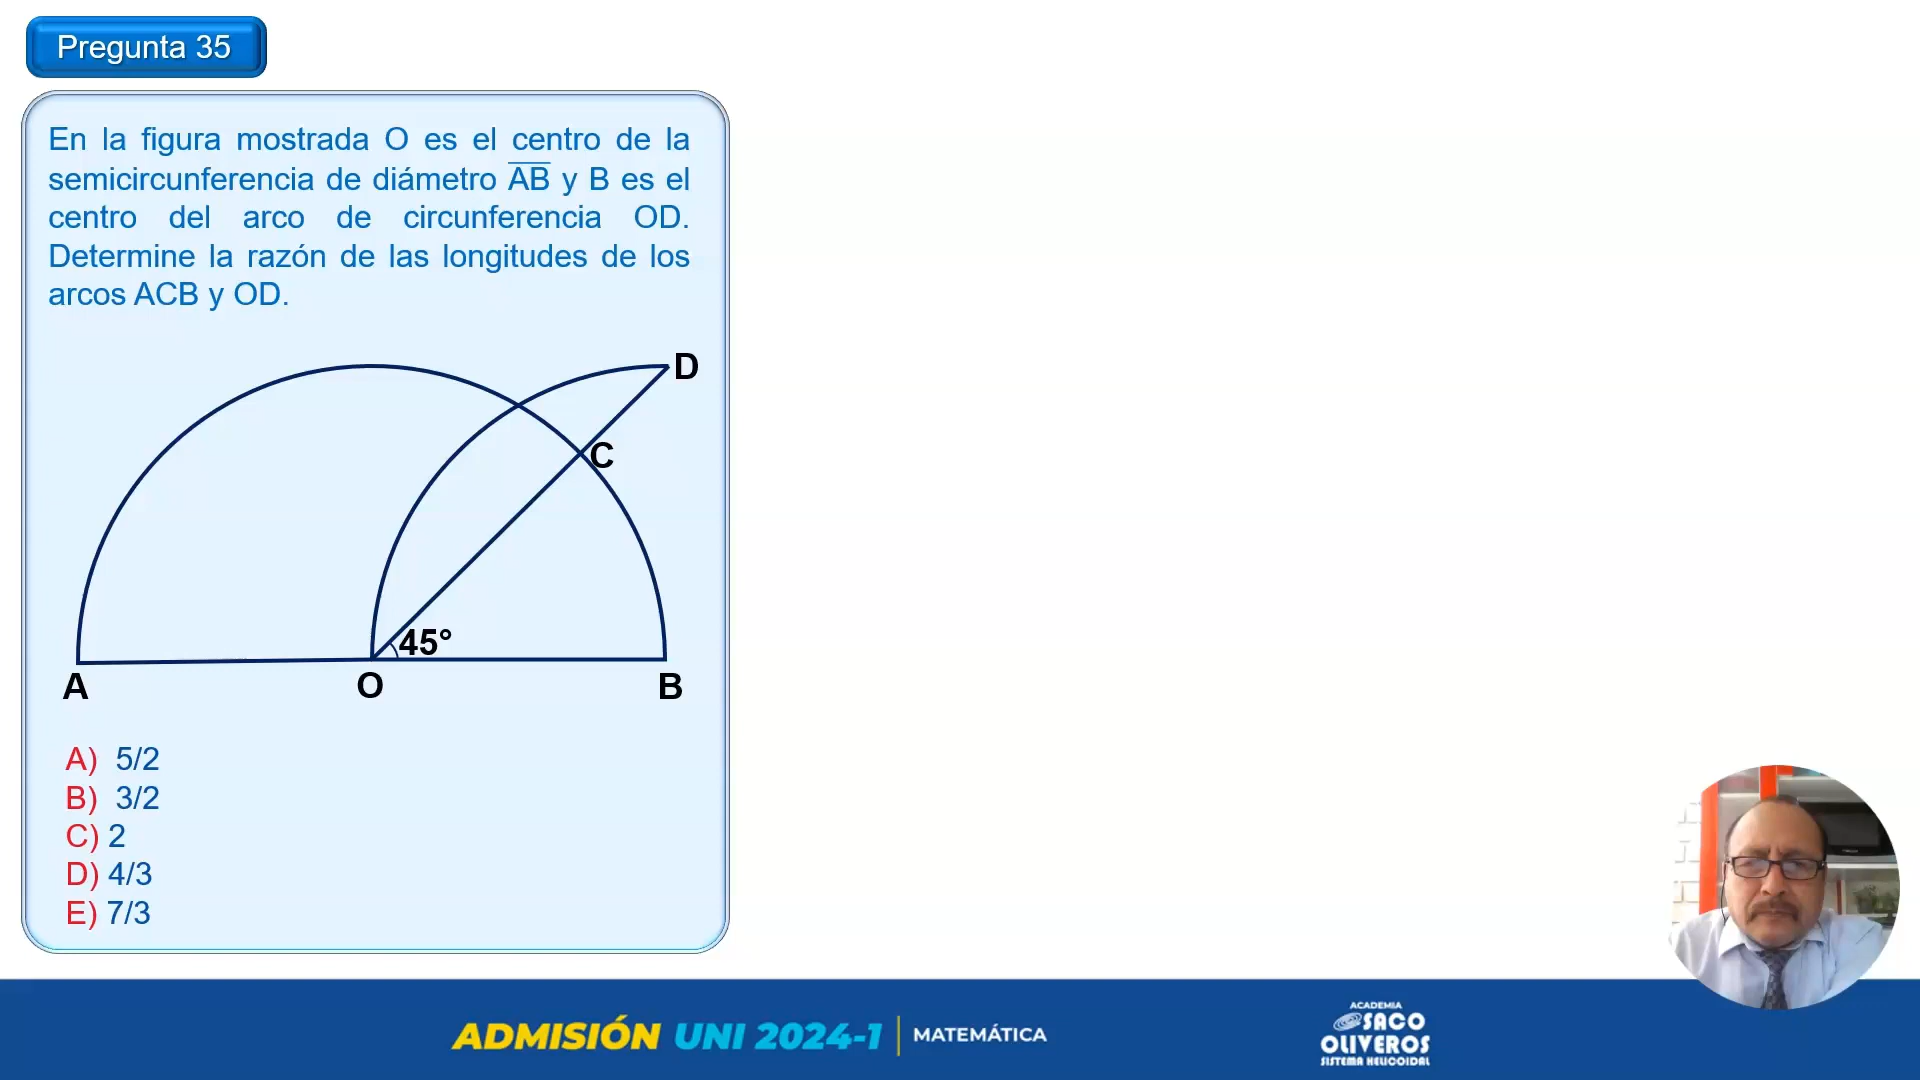 Pregunta 35
En la figura mostrada O es el centro de la
semicircunferencia de diámetro AB y B es el
centro del arco de circunferencia OD.
Determine la razón de las longitudes de los
arcos ACB y OD.
D
C
45°
A O B
A) 5/2
B) 3/2
C) 2
D) 4/3
E) 7/3
ADMISIÓN UNI 2024-1 | MATEMÁTICA
ACADEMIA
SACO
OLIVEROS
SISTEMA HELICOIDAL